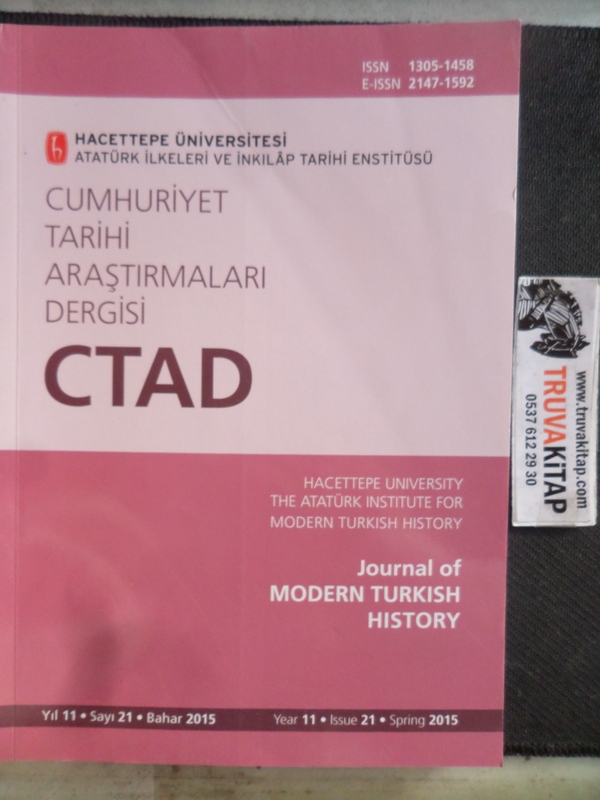 ISSN 1305-1458
E-ISSN 2147-1592
HACETTEPE ÜNİVERSİTESİ
ATATÜRK İLKELERİ VE İNKILÂP TARİHİ ENSTİTÜSÜ
CUMHURİYET
TARİHİ
ARAŞTIRMALARI
DERGİSİ
CTAD
HACETTEPE UNIVERSITY
THE ATATÜRK INSTITUTE FOR
MODERN TURKISH HISTORY
Journal of
MODERN TURKISH
HISTORY
Yıl 11 • Sayı 21 • Bahar 2015
Year 11 • Issue 21 • Spring 2015
www.truvakitap.com
TRUVAKİTAP
0537 612 29 30